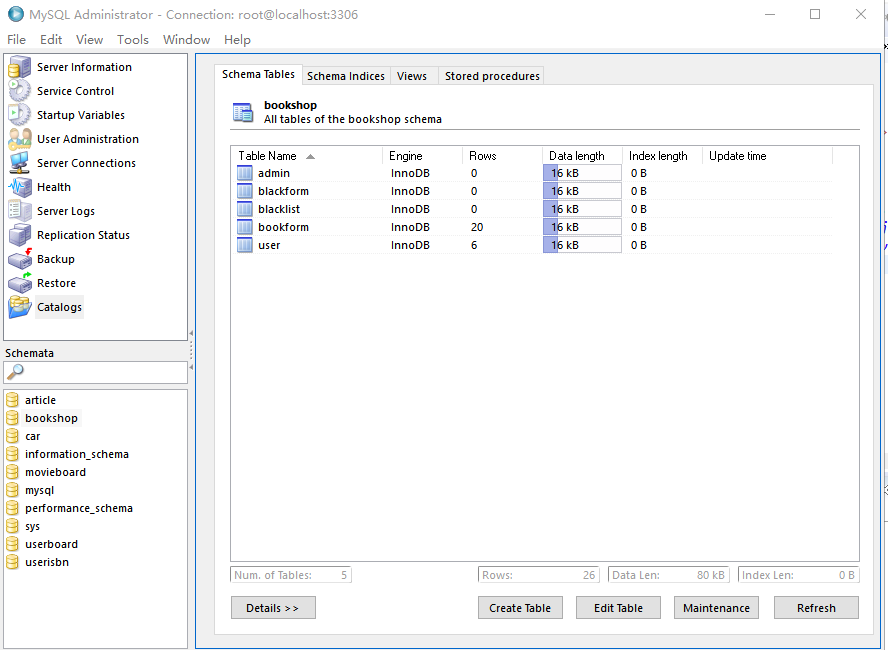 MySQL Administrator - Connection: root@localhost:3306
File Edit View Tools Window Help
Server Information
Service Control
Startup Variables
User Administration
Server Connections
Health
Server Logs
Replication Status
Backup
Restore
Catalogs
Schemata
article
bookshop
car
information_schema
movieboard
mysql
performance_schema
sys
userboard
userisbn
Schema Tables Schema Indices Views Stored procedures
bookshop
All tables of the bookshop schema
Table Name Engine Rows Data length Index length Update time
admin InnoDB 0 16 kB 0 B
blackform InnoDB 0 16 kB 0 B
blacklist InnoDB 0 16 kB 0 B
bookform InnoDB 20 16 kB 0 B
user InnoDB 6 16 kB 0 B
Num. of Tables: 5 Rows: 26 Data Len: 80 kB Index Len: 0 B
Details >> Create Table Edit Table Maintenance Refresh